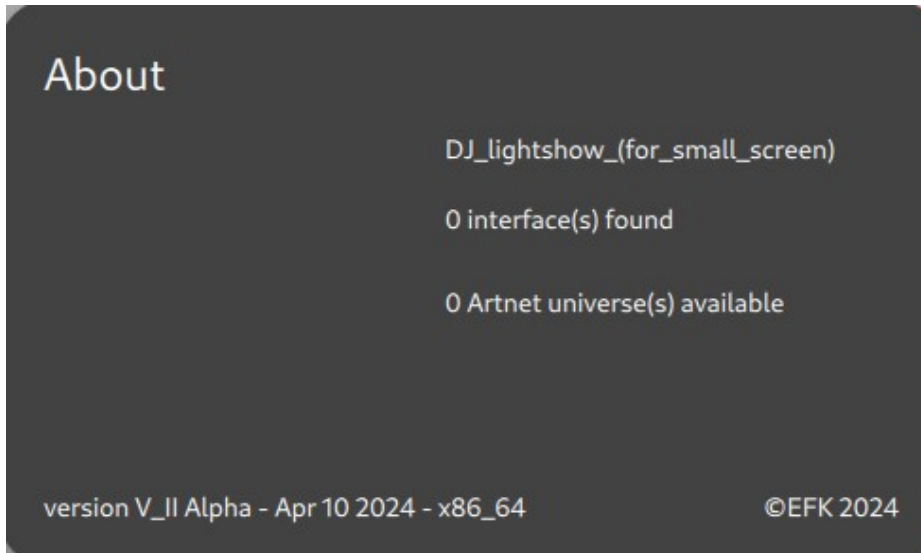 About
DJ_lightshow_(for_small_screen)
0 interface(s) found
0 Artnet universe(s) available
version V_II Alpha - Apr 10 2024 - x86_64
©EFK 2024